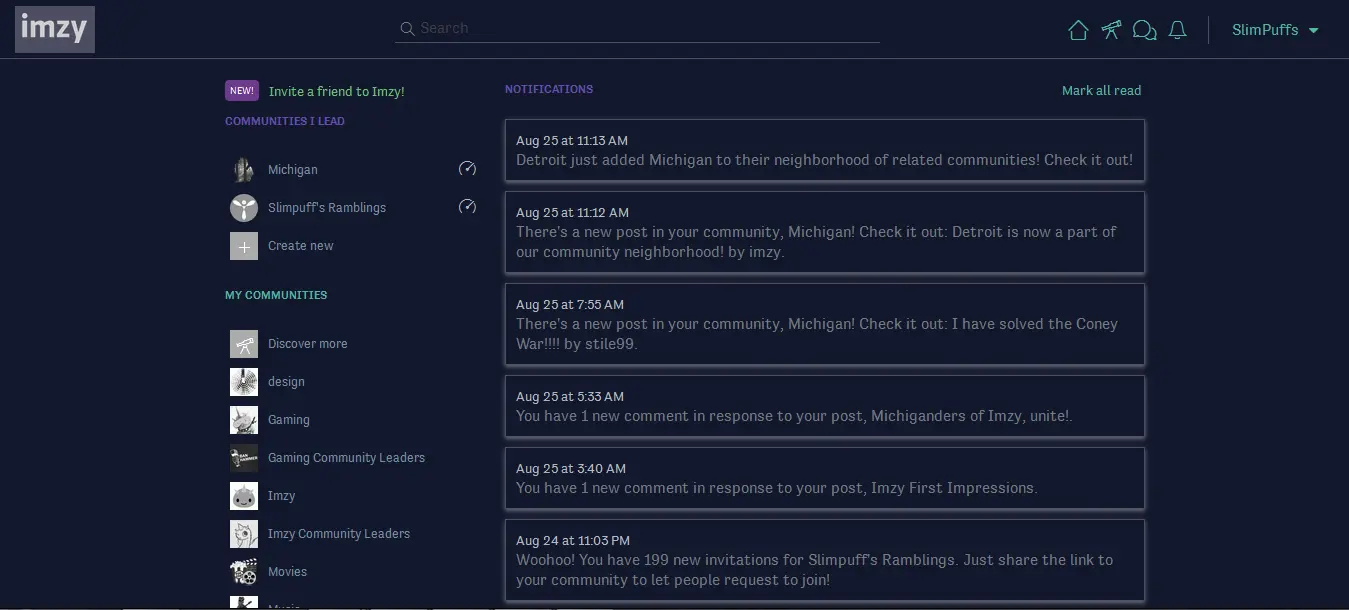 imzy
Search
SlimPuffs
NEW! Invite a friend to Imzy!
COMMUNITIES I LEAD
Michigan
Slimpuff's Ramblings
Create new
MY COMMUNITIES
Discover more
design
Gaming
Gaming Community Leaders
Imzy
Imzy Community Leaders
Movies
Music
NOTIFICATIONS
Mark all read
Aug 25 at 11:13 AM
Detroit just added Michigan to their neighborhood of related communities! Check it out!
Aug 25 at 11:12 AM
There's a new post in your community, Michigan! Check it out: Detroit is now a part of
our community neighborhood! by imzy.
Aug 25 at 7:55 AM
There's a new post in your community, Michigan! Check it out: I have solved the Coney
War!!!! by stile99.
Aug 25 at 5:33 AM
You have 1 new comment in response to your post, Michiganders of Imzy, unite!.
Aug 25 at 3:40 AM
You have 1 new comment in response to your post, Imzy First Impressions.
Aug 24 at 11:03 PM
Woohoo! You have 199 new invitations for Slimpuff's Ramblings. Just share the link to
your community to let people request to join!